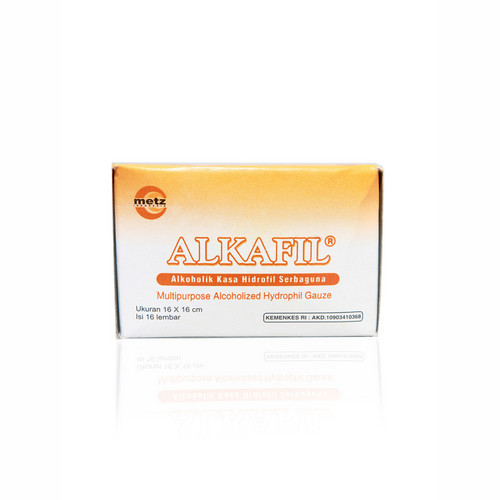 metz
ALKAFIL®
Alkoholik Kasa Hidrofil Serbaguna
Multipurpose Alcoholized Hydrophil Gauze
Ukuran 16 X 16 cm
Isi 16 lembar
KEMENKES RI : AKD.10903410368